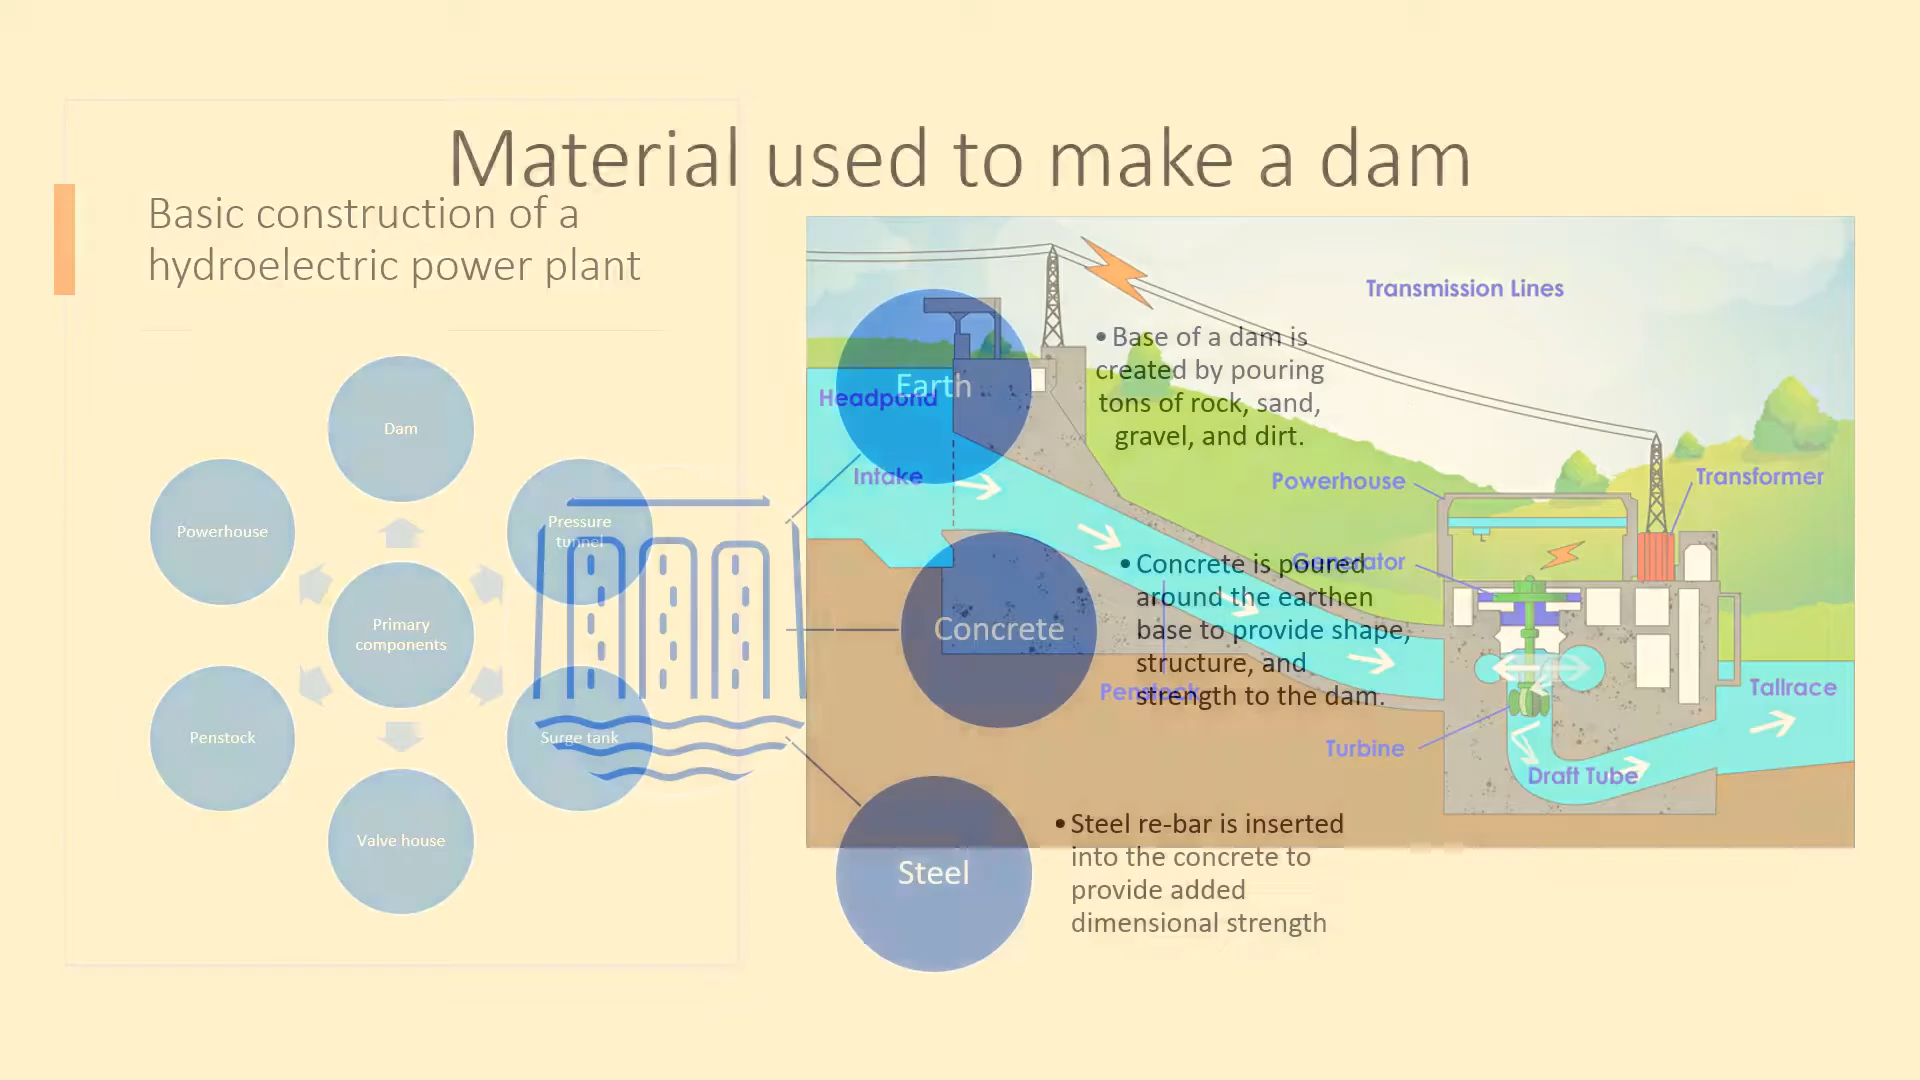 Material used to make a dam
Basic construction of a
hydroelectric power plant
Dam
Powerhouse
Pressure
tunnel
Primary
components
Penstock
Surge tank
Valve house
Transmission Lines
Earth
Headpond
Intake
• Base of a dam is
created by pouring
tons of rock, sand,
gravel, and dirt.
Powerhouse
Transformer
Generator
Concrete
• Concrete is poured
around the earthen
base to provide shape,
structure, and
strength to the dam.
Penstock
Tallrace
Turbine
Draft Tube
Steel
• Steel re-bar is inserted
into the concrete to
provide added
dimensional strength